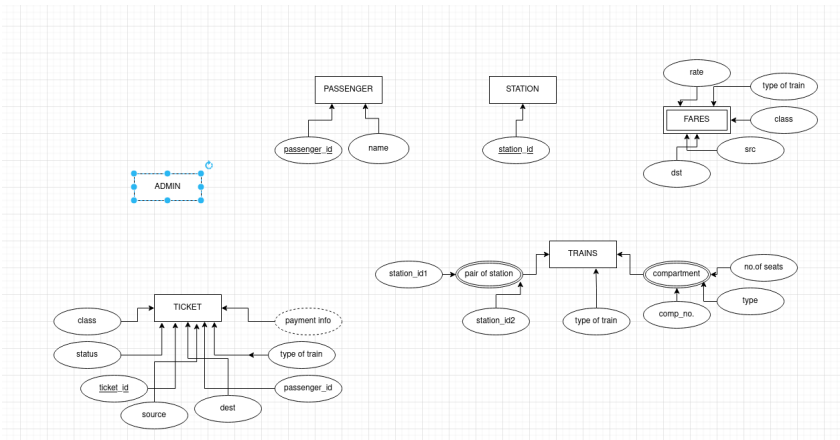 rate
PASSENGER
STATION
type of train
FARES
class
passenger_id
name
station_id
src
dst
ADMIN
TRAINS
station_id1
pair of station
compartment
no.of seats
type
comp_no.
station_id2
type of train
TICKET
class
payment info
status
type of train
ticket_id
passenger_id
source
dest